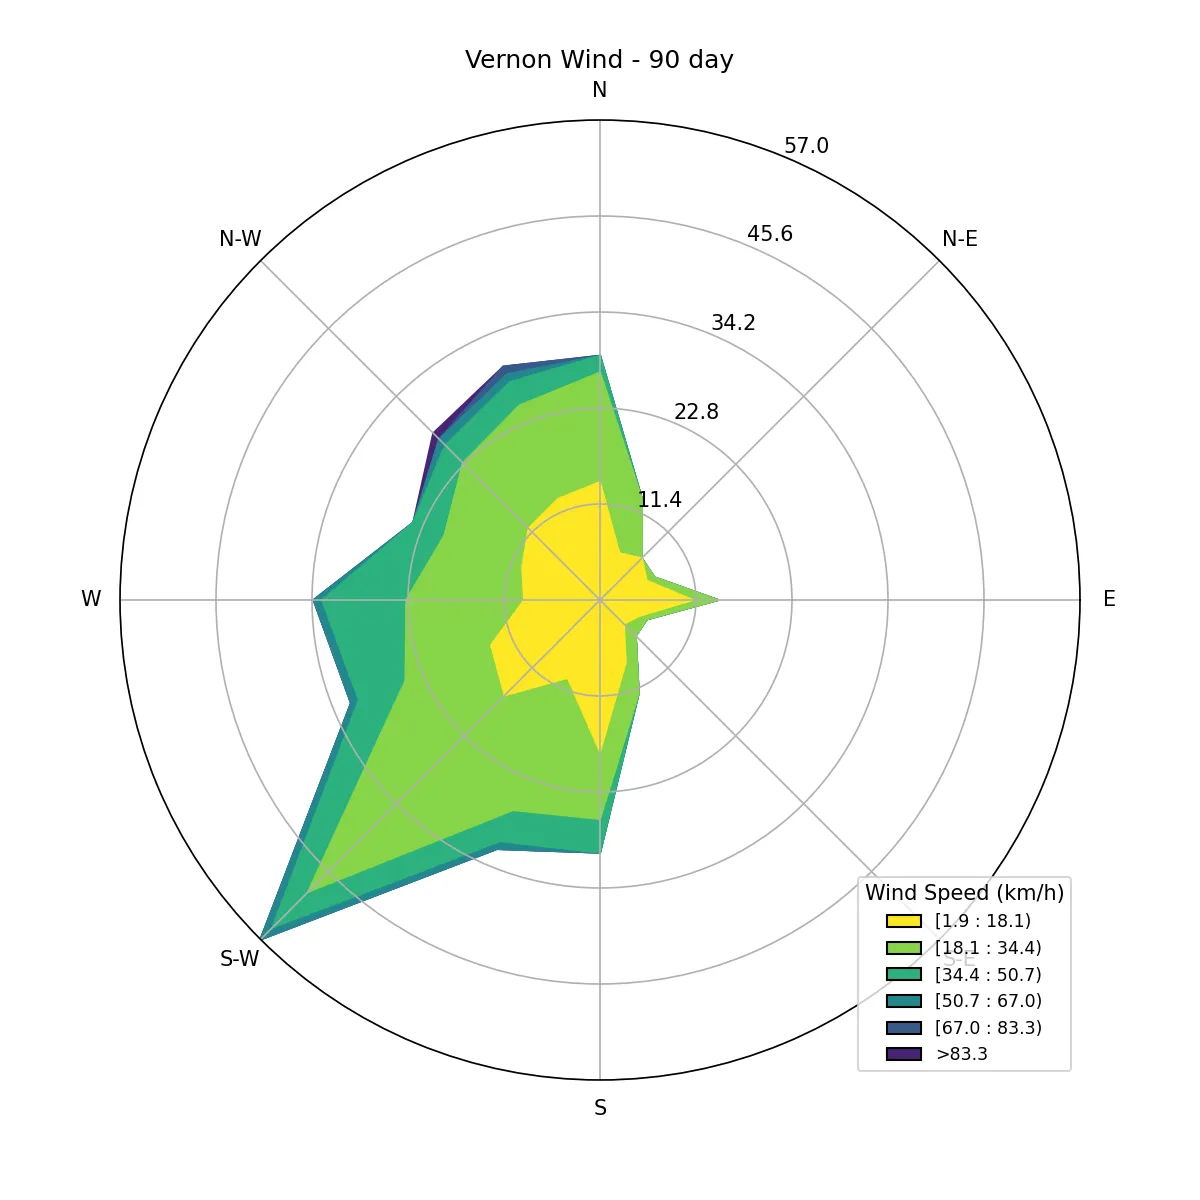 Vernon Wind - 90 day
N
57.0
N-W
45.6
N-E
34.2
22.8
11.4
W
E
Wind Speed (km/h)
[1.9 : 18.1)
[18.1 : 34.4)
S-W
S-E
[34.4 : 50.7)
[50.7 : 67.0)
[67.0 : 83.3)
>83.3
S